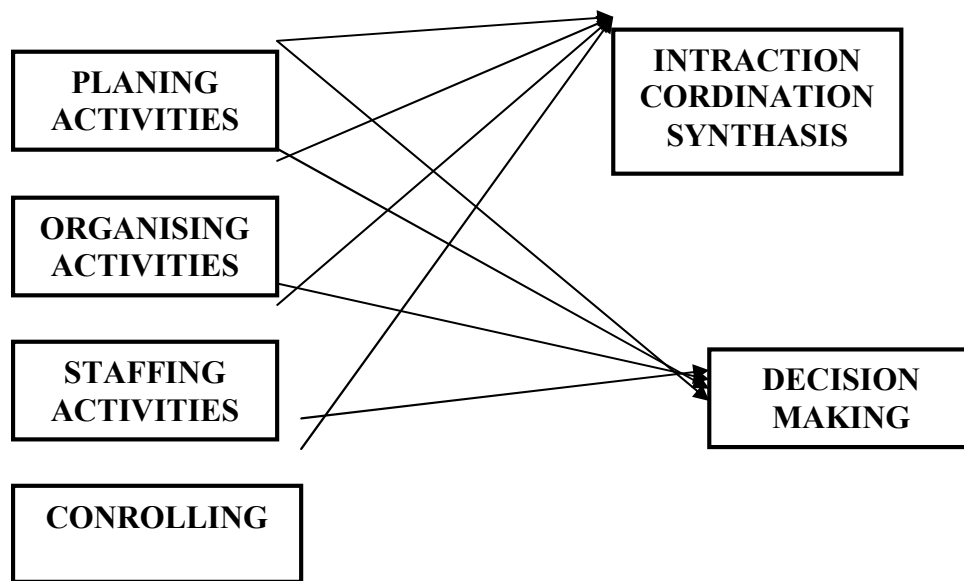 PLANING
ACTIVITIES
ORGANISING
ACTIVITIES
STAFFING
ACTIVITIES
CONROLLING
INTRACTION
CORDINATION
SYNTHASIS
DECISION
MAKING